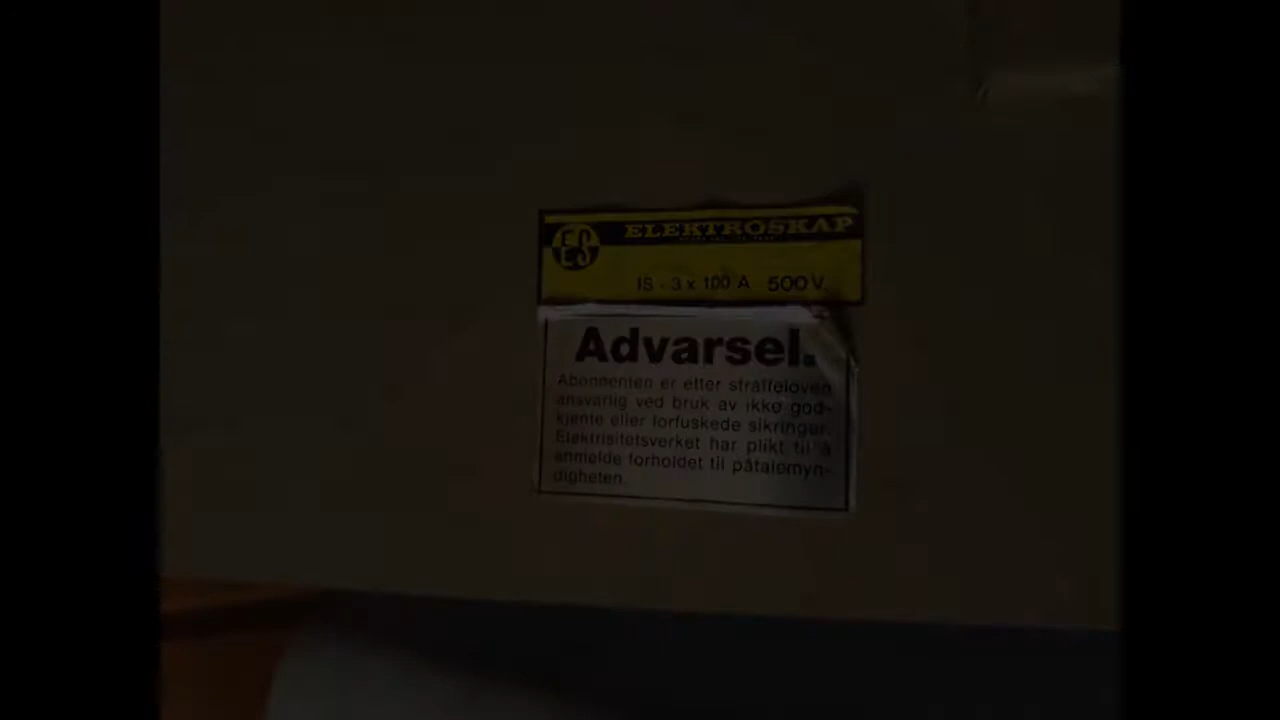 ES ELEKTROSKAP
IS - 3 x 100 A 500 V
Advarsel.
Abonnenten er etter straffeloven
ansvarlig ved bruk av ikke god-
kjente eller forfuskede sikringer.
Elektrisitetsverket har plikt til å
anmelde forholdet til påtalemyn-
digheten.